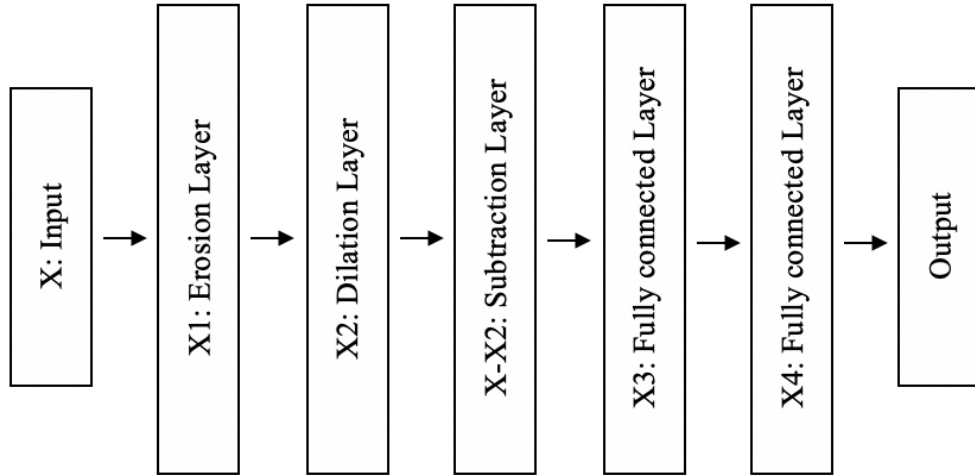 X: Input
X1: Erosion Layer
X2: Dilation Layer
X-X2: Subtraction Layer
X3: Fully connected Layer
X4: Fully connected Layer
Output